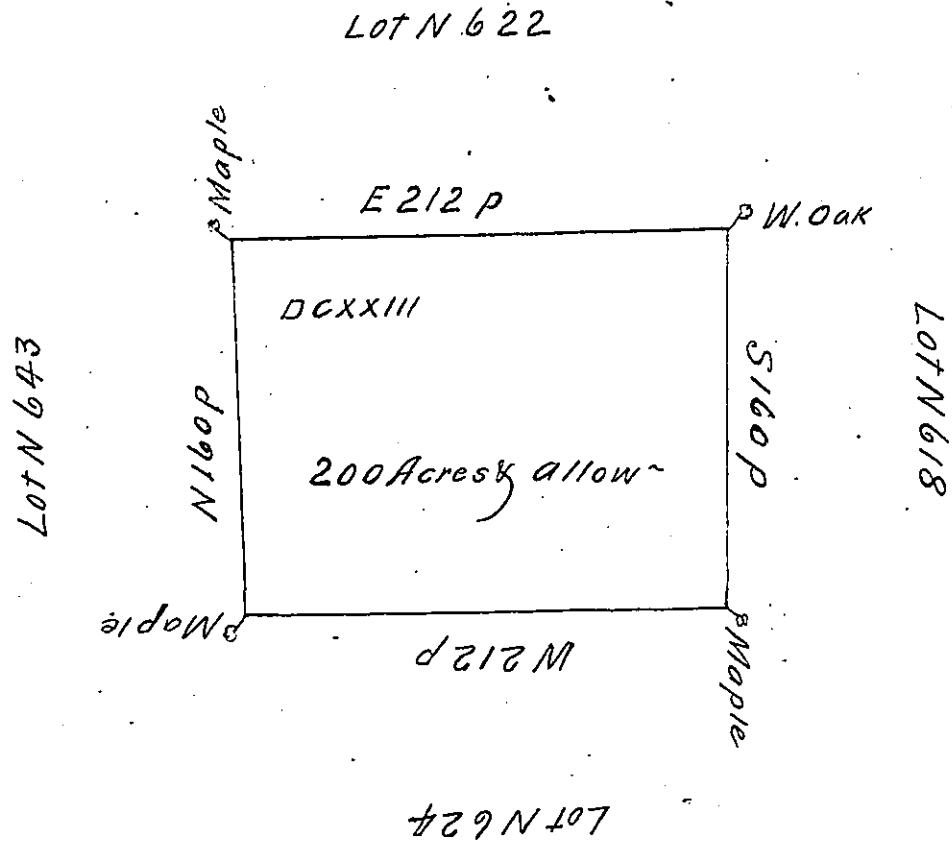 Lot N 622
Maple
E 212 p
W. Oak
DCXXIII
Lot N 643
N 160 p
S 160 p
Lot N 618
200 Acres & allow~
Maple
W 212 p
Maple
Lot N 624